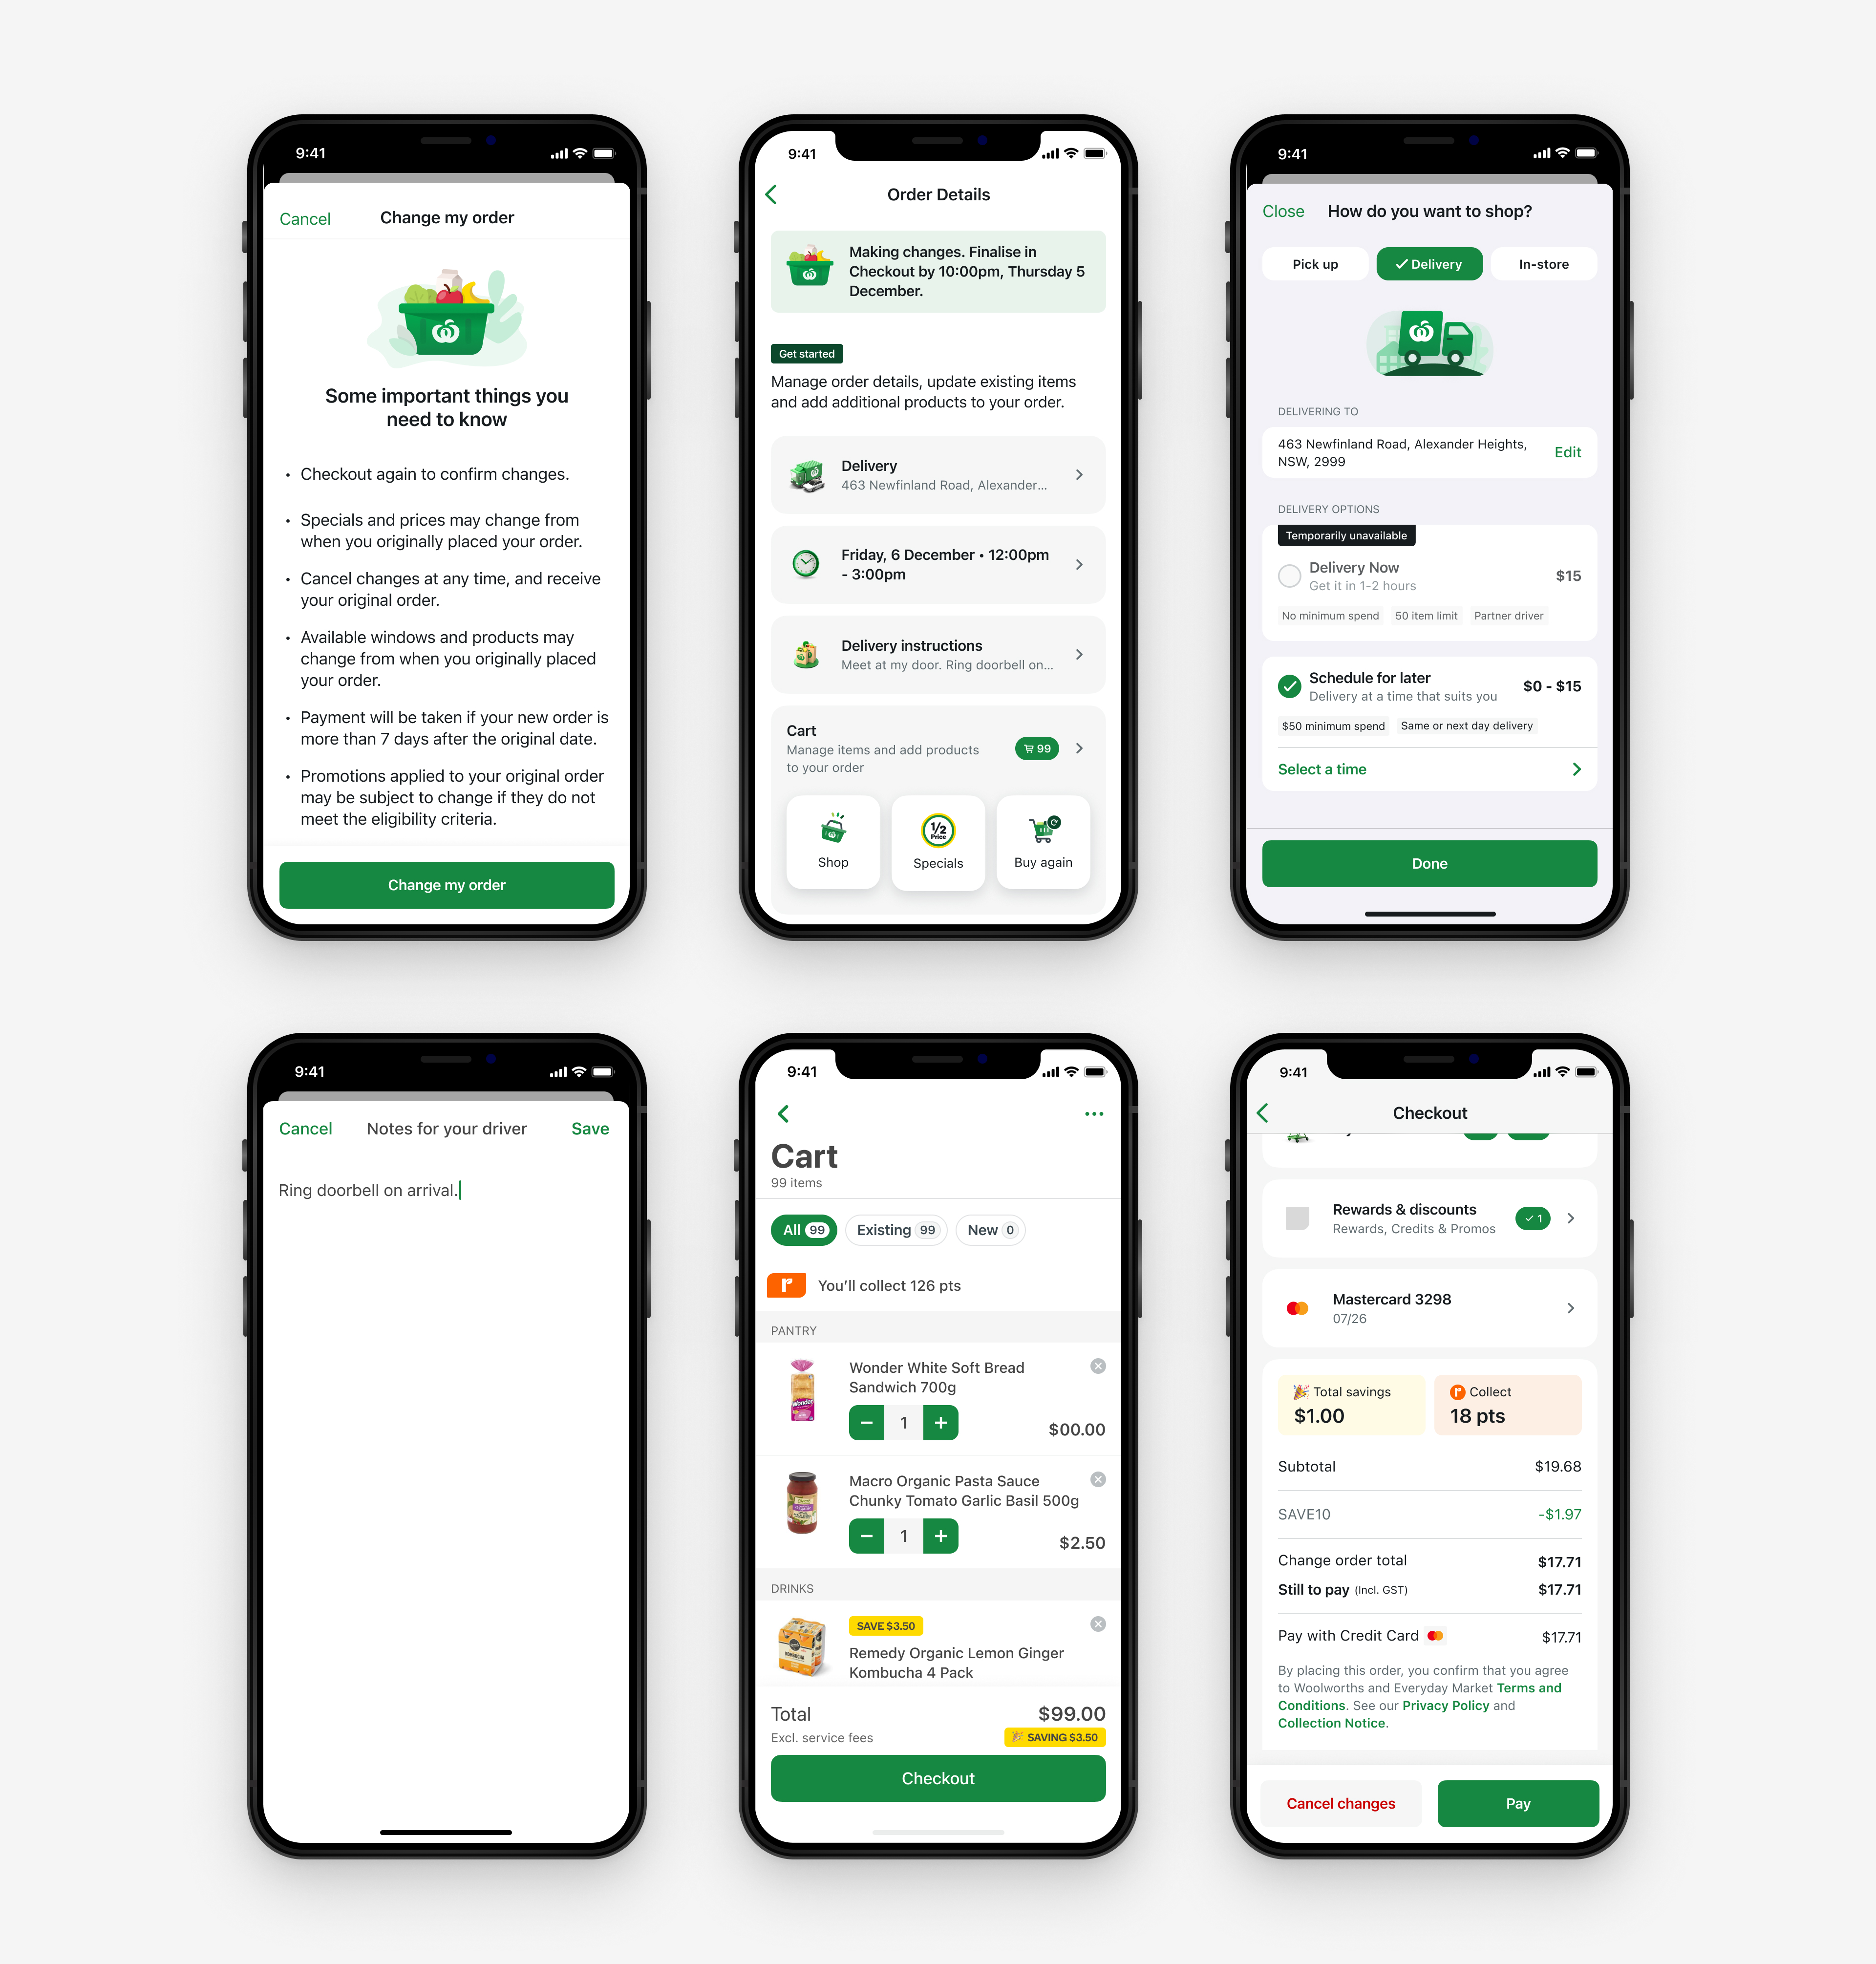 9:41
Cancel
Change my order
Some important things you
need to know
• Checkout again to confirm changes.
• Specials and prices may change from
when you originally placed your order.
• Cancel changes at any time, and receive
your original order.
• Available windows and products may
change from when you originally placed
your order.
• Payment will be taken if your new order is
more than 7 days after the original date.
• Promotions applied to your original order
may be subject to change if they do not
meet the eligibility criteria.
Change my order
9:41
Order Details
Making changes. Finalise in
Checkout by 10:00pm, Thursday 5
December.
Get started
Manage order details, update existing items
and add additional products to your order.
Delivery
463 Newfinland Road, Alexander...
Friday, 6 December • 12:00pm
- 3:00pm
Delivery instructions
Meet at my door. Ring doorbell on...
Cart
Manage items and add products
to your order
99
Shop
1/2
Price
Specials
Buy again
9:41
Close
How do you want to shop?
Pick up
Delivery
In-store
DELIVERING TO
463 Newfinland Road, Alexander Heights,
NSW, 2999
Edit
DELIVERY OPTIONS
Temporarily unavailable
Delivery Now
Get it in 1-2 hours
$15
No minimum spend
50 item limit
Partner driver
Schedule for later
Delivery at a time that suits you
$0 - $15
$50 minimum spend
Same or next day delivery
Select a time
Done
9:41
Cancel
Notes for your driver
Save
Ring doorbell on arrival.
9:41
Cart
99 items
All 99
Existing 99
New 0
You'll collect 126 pts
PANTRY
Wonder White Soft Bread
Sandwich 700g
Wonder
1
$00.00
Macro Organic Pasta Sauce
Chunky Tomato Garlic Basil 500g
1
$2.50
DRINKS
SAVE $3.50
Remedy Organic Lemon Ginger
Kombucha 4 Pack
KOMBUCHA
Total
$99.00
Excl. service fees
SAVING $3.50
Checkout
9:41
Checkout
Rewards & discounts
Rewards, Credits & Promos
1
Mastercard 3298
07/26
Total savings
$1.00
Collect
18 pts
Subtotal
$19.68
SAVE10
-$1.97
Change order total
$17.71
Still to pay (Incl. GST)
$17.71
Pay with Credit Card
$17.71
By placing this order, you confirm that you agree
to Woolworths and Everyday Market Terms and
Conditions. See our Privacy Policy and
Collection Notice.
Cancel changes
Pay